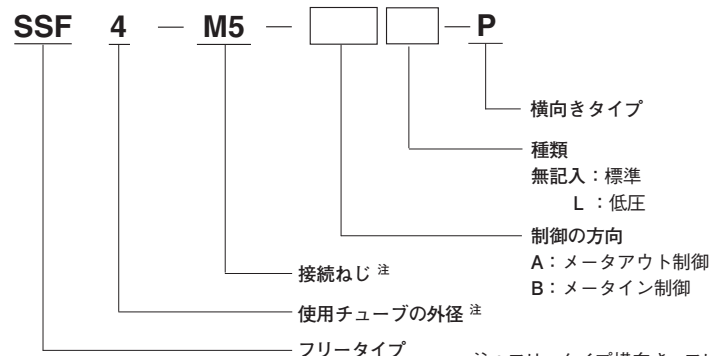 SSF 4 － M5 － － P
横向きタイプ
種類
無記入：標準
L ：低圧
制御の方向
A：メータアウト制御
B：メータイン制御
接続ねじ 注
使用チューブの外径 注
フリータイプ